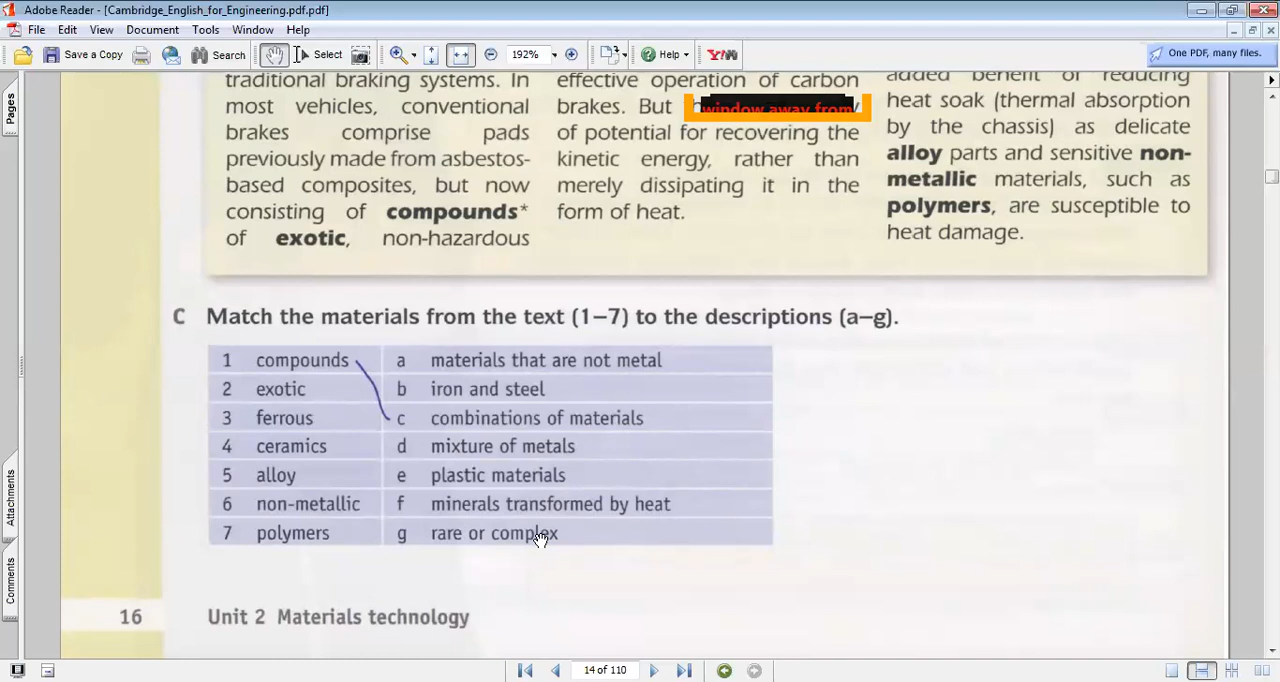 Adobe Reader - [Cambridge_English_for_Engineering.pdf.pdf]
File Edit View Document Tools Window Help
Save a Copy Search Select 192% Help Y! One PDF, many files.
Pages
traditional braking systems. In
most vehicles, conventional
brakes comprise pads
previously made from asbestos-
based composites, but now
consisting of compounds*
of exotic, non-hazardous
effective operation of carbon
brakes. But
window away from
of potential for recovering the
kinetic energy, rather than
merely dissipating it in the
form of heat.
added benefit of reducing
heat soak (thermal absorption
by the chassis) as delicate
alloy parts and sensitive non-
metallic materials, such as
polymers, are susceptible to
heat damage.
C Match the materials from the text (1–7) to the descriptions (a–g).
1 compounds a materials that are not metal
2 exotic b iron and steel
3 ferrous c combinations of materials
4 ceramics d mixture of metals
5 alloy e plastic materials
6 non-metallic f minerals transformed by heat
7 polymers g rare or complex
16 Unit 2 Materials technology
Attachments
Comments
14 of 110